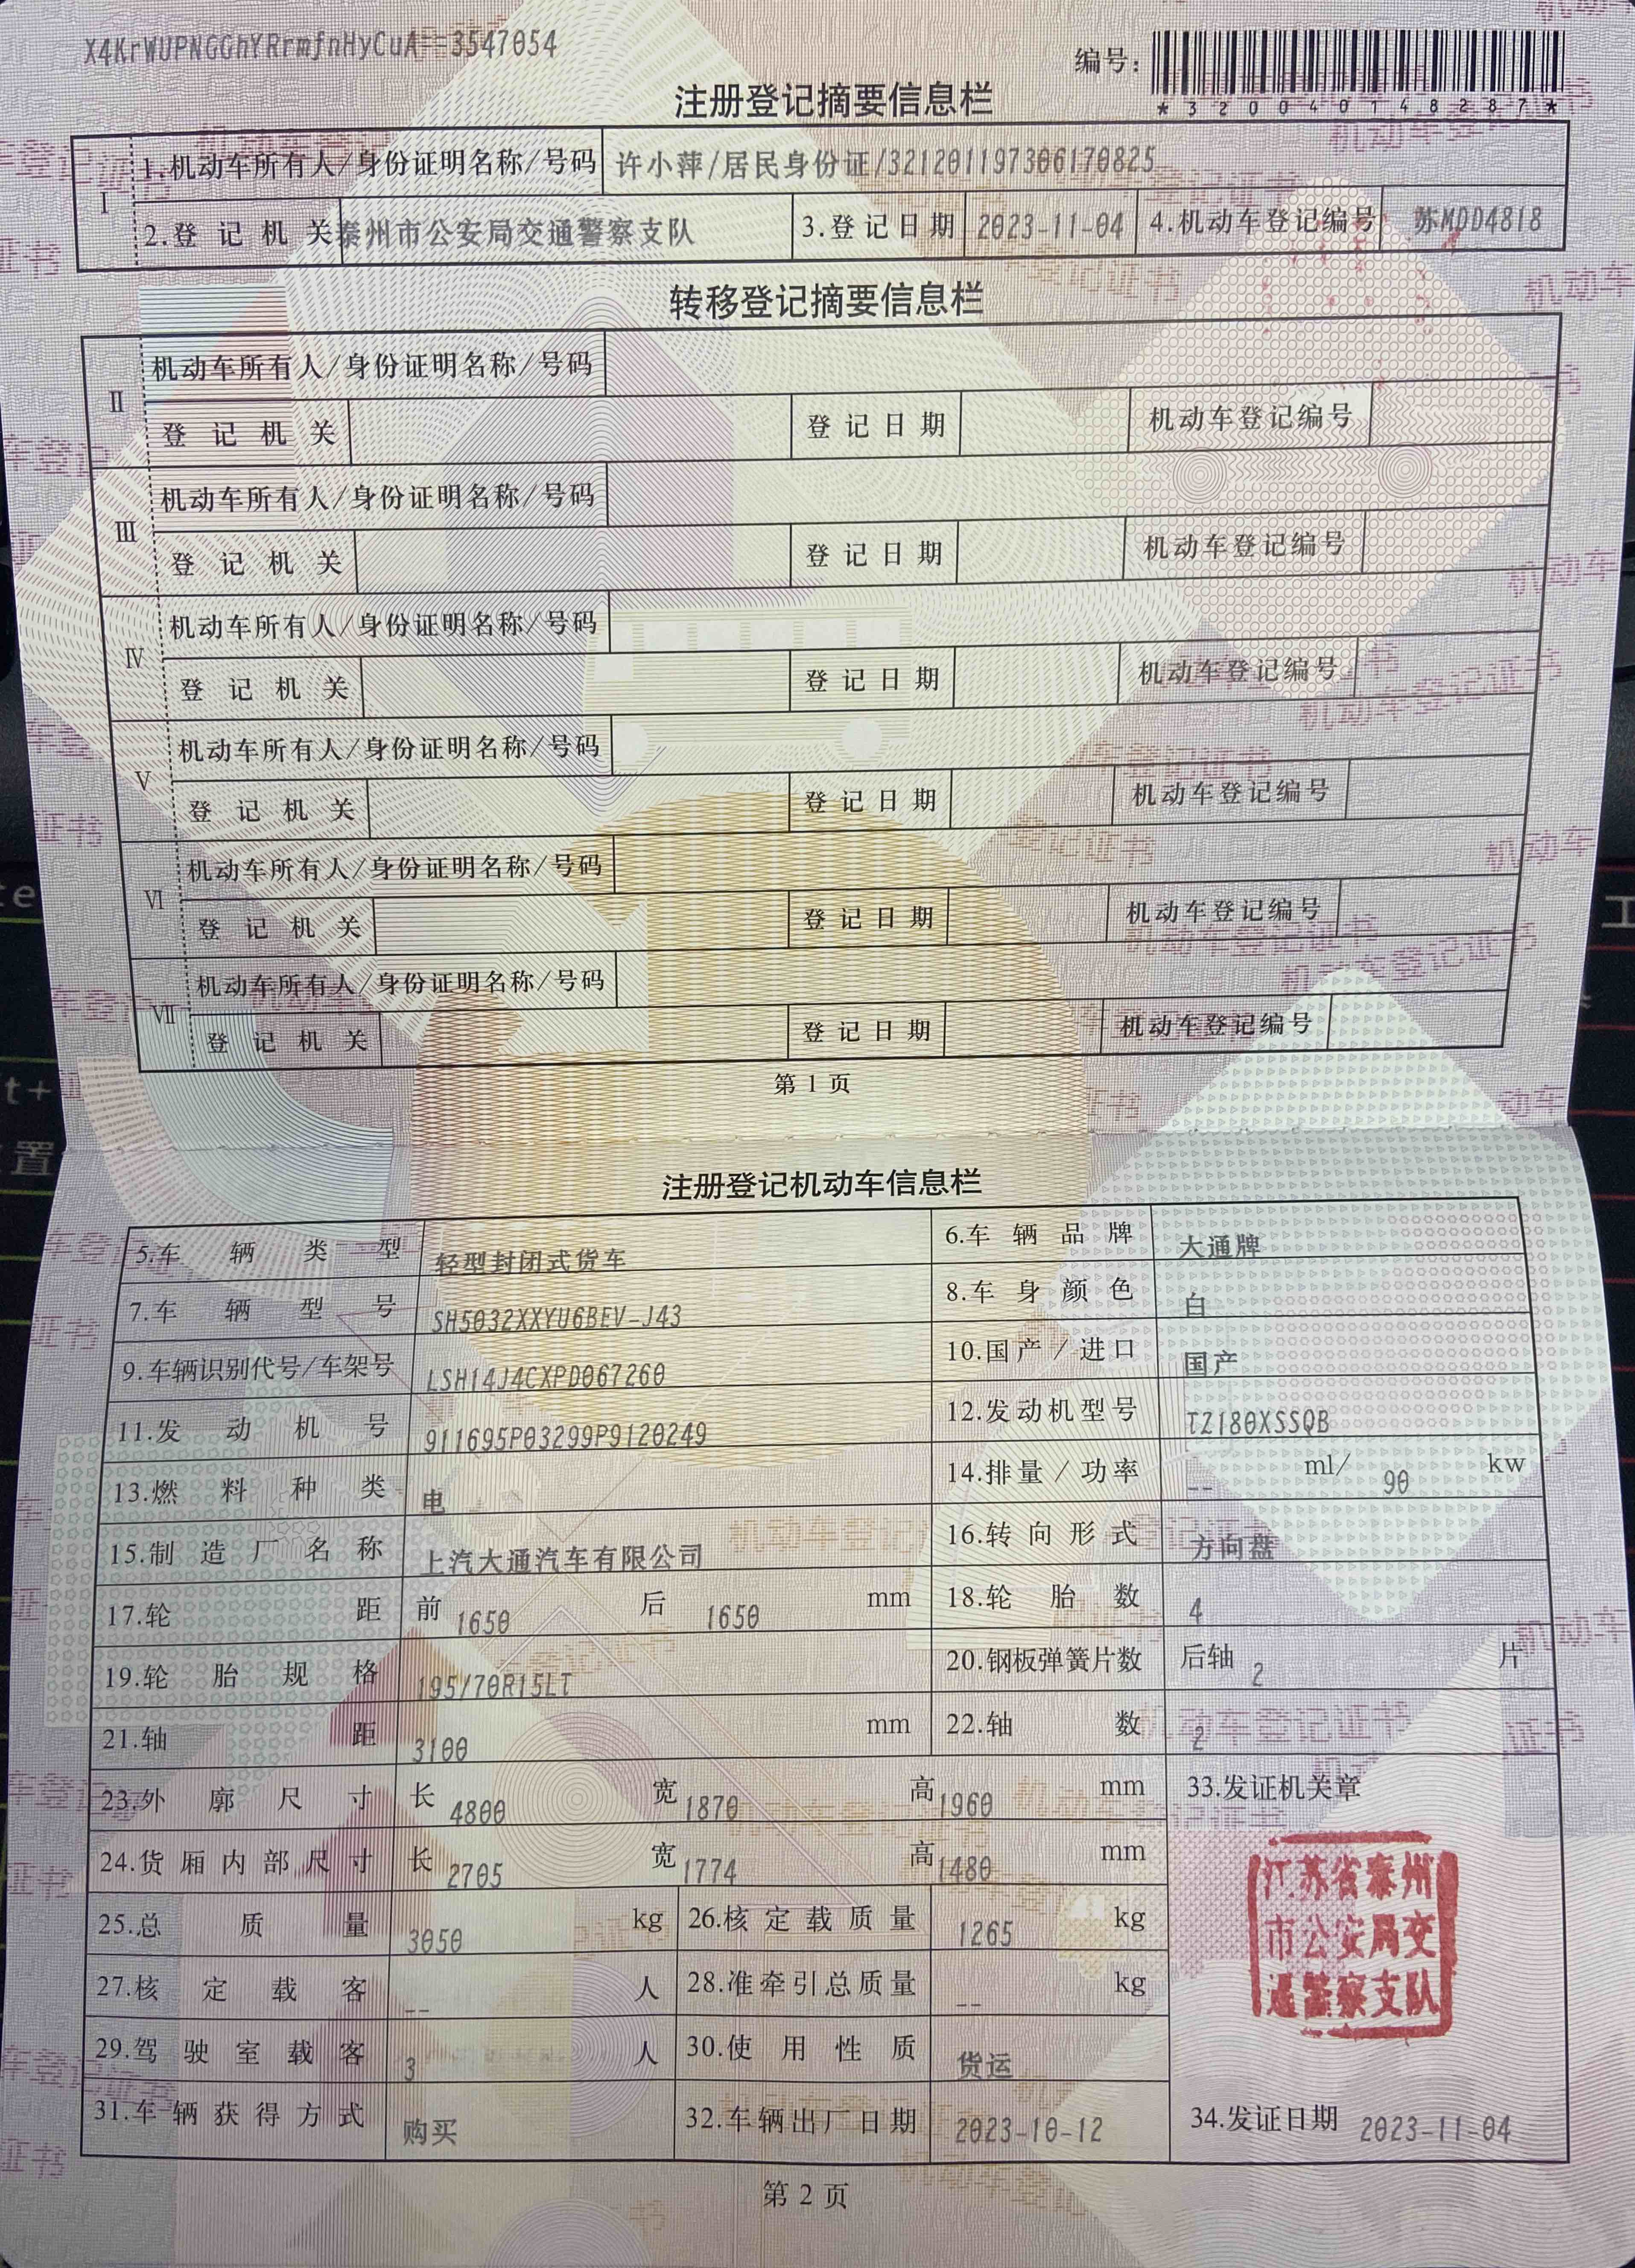 X4KrWUPNGGhYRrmfnHyCuA==3547054
编号:
*320040148287*
注册登记摘要信息栏
I 1.机动车所有人/身份证明名称/号码 许小萍/居民身份证/321201197306170825
2.登记机关 泰州市公安局交通警察支队 3.登记日期 2023-11-04 4.机动车登记编号 苏MDD4818
转移登记摘要信息栏
II 机动车所有人/身份证明名称/号码
登记机关 登记日期 机动车登记编号
III 机动车所有人/身份证明名称/号码
登记机关 登记日期 机动车登记编号
IV 机动车所有人/身份证明名称/号码
登记机关 登记日期 机动车登记编号
V 机动车所有人/身份证明名称/号码
登记机关 登记日期 机动车登记编号
VI 机动车所有人/身份证明名称/号码
登记机关 登记日期 机动车登记编号
VII 机动车所有人/身份证明名称/号码
登记机关 登记日期 机动车登记编号
第 1 页
注册登记机动车信息栏
5.车辆类型 轻型封闭式货车 6.车辆品牌 大通牌
7.车辆型号 SH5032XXYU6BEV-J43 8.车身颜色 白
9.车辆识别代号/车架号 LSH14J4CXPD067260 10.国产/进口 国产
11.发动机号 911695P03299P9120249 12.发动机型号 TZ180XSSQB
13.燃料种类 电 14.排量/功率 -- ml/ 90 kw
15.制造厂名称 上汽大通汽车有限公司 16.转向形式 方向盘
17.轮距 前 1650 后 1650 mm 18.轮胎数 4
19.轮胎规格 195/70R15LT 20.钢板弹簧片数 后轴 2 片
21.轴距 3100 mm 22.轴数 2
23.外廓尺寸 长 4800 宽 1870 高 1960 mm 33.发证机关章
24.货厢内部尺寸 长 2705 宽 1774 高 1480 mm
25.总质量 3050 kg 26.核定载质量 1265 kg
27.核定载客 -- 人 28.准牵引总质量 -- kg
29.驾驶室载客 3 人 30.使用性质 货运
31.车辆获得方式 购买 32.车辆出厂日期 2023-10-12 34.发证日期 2023-11-04
江苏省泰州
市公安局交
通警察支队
第 2 页